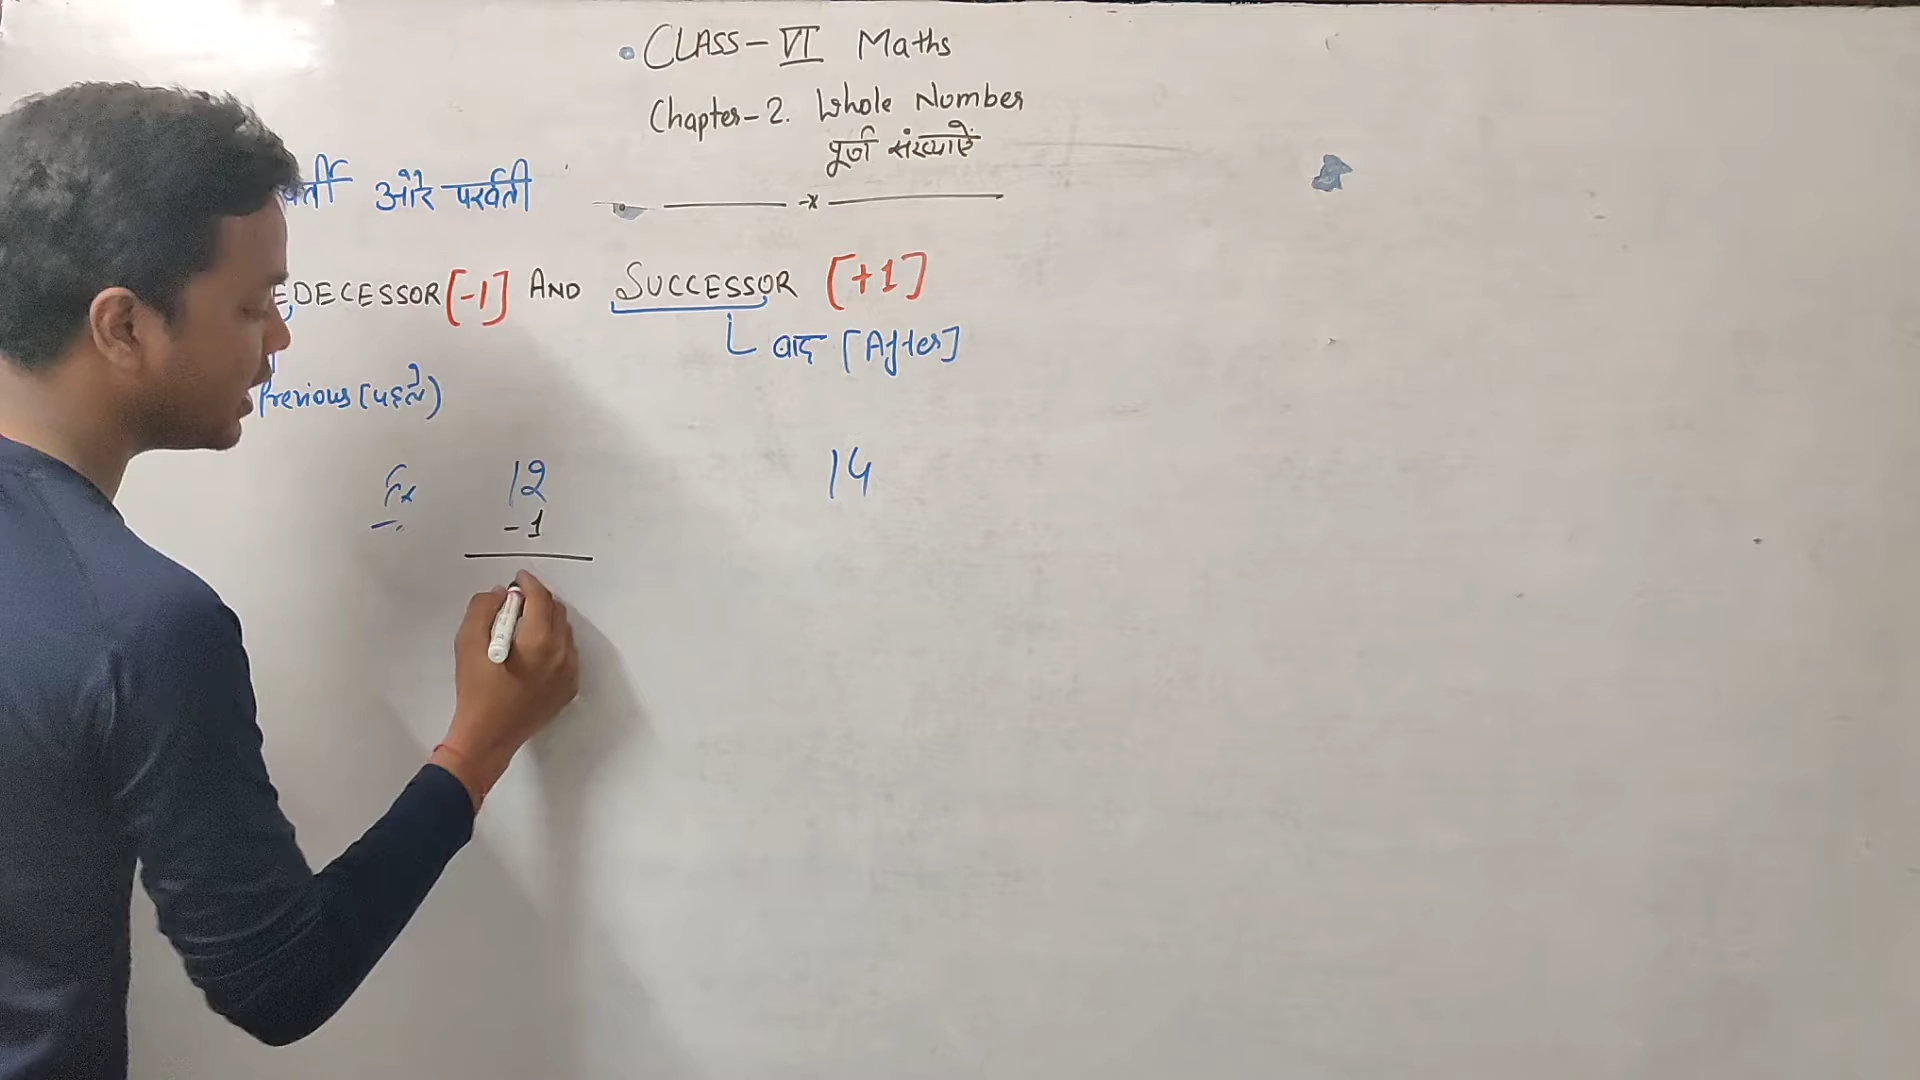 • CLASS - VI Maths
Chapter - 2. Whole Number
पूर्ण संख्याऐं
और परवर्ती
EDECESSOR [-1] AND SUCCESSOR [+1]
बाद [After]
Previous (पहले)
Ex 12 14
-1